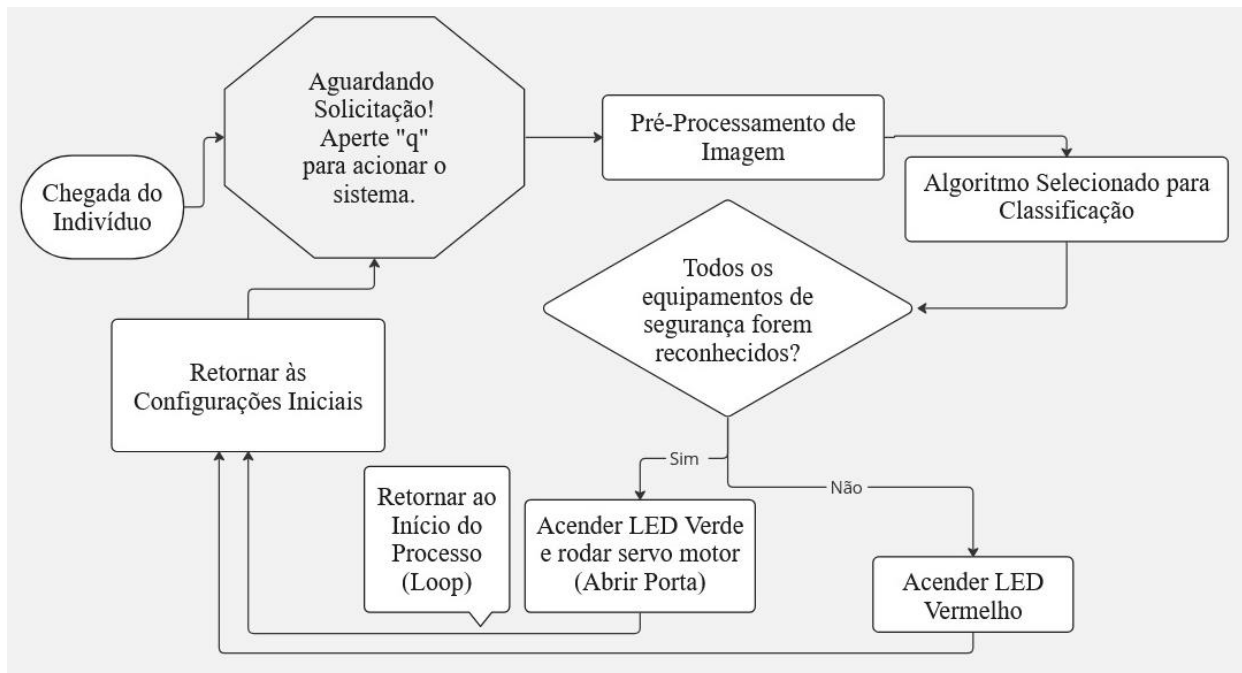 Aguardando
Solicitação!
Aperte "q"
para acionar o
sistema.
Pré-Processamento de
Imagem
Chegada do
Indivíduo
Algoritmo Selecionado para
Classificação
Todos os
equipamentos de
segurança forem
reconhecidos?
Retornar às
Configurações Iniciais
Sim
Não
Retornar ao
Início do
Processo
(Loop)
Acender LED Verde
e rodar servo motor
(Abrir Porta)
Acender LED
Vermelho